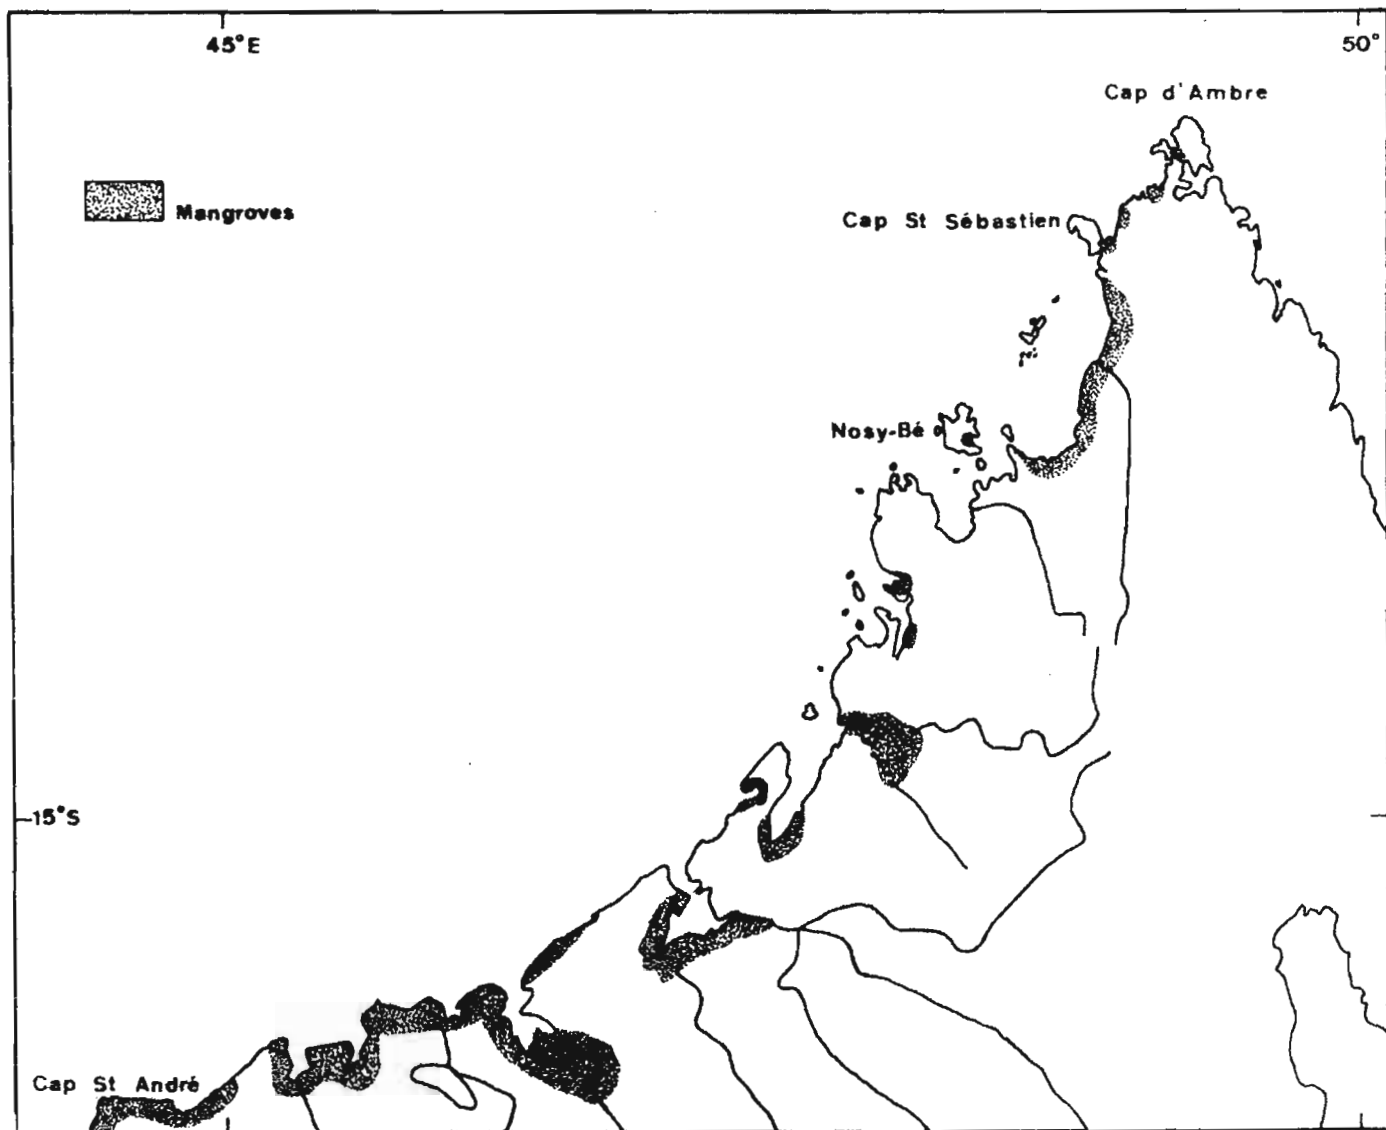 45°E
50°
Cap d'Ambre
Mangroves
Cap St Sébastien
Nosy-Bé
15°S
Cap St André